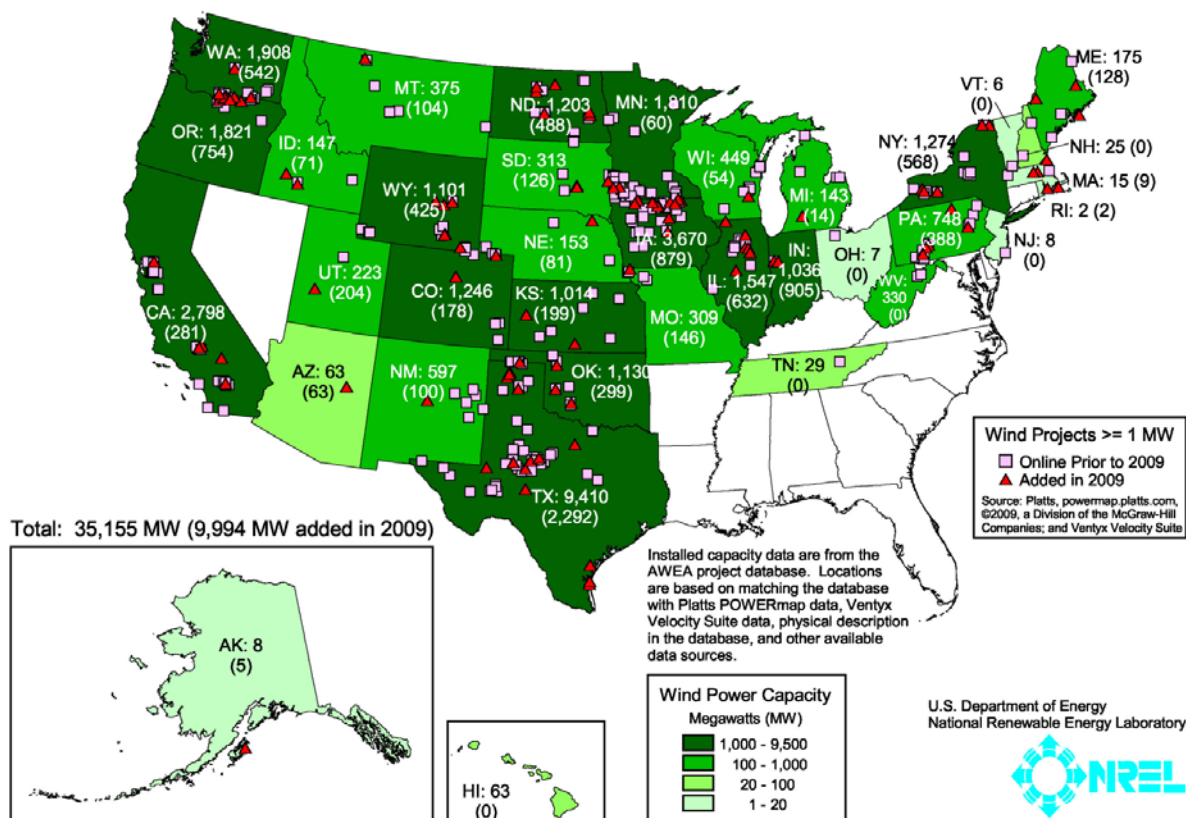 WA: 1,908
(542)
MT: 375
(104)
ND: 1,203
(488)
MN: 1,810
(60)
ME: 175
(128)
VT: 6
(0)
OR: 1,821
(754)
ID: 147
(71)
SD: 313
(126)
WI: 449
(54)
NY: 1,274
(568)
NH: 25 (0)
WY: 1,101
(425)
MI: 143
(14)
MA: 15 (9)
RI: 2 (2)
NE: 153
(81)
IA: 3,670
(879)
PA: 748
(388)
NJ: 8
(0)
UT: 223
(204)
CO: 1,246
(178)
KS: 1,014
(199)
IL: 1,547
(632)
IN:
1,036
(905)
OH: 7
(0)
WV:
330
(0)
CA: 2,798
(281)
MO: 309
(146)
AZ: 63
(63)
NM: 597
(100)
OK: 1,130
(299)
TN: 29
(0)
TX: 9,410
(2,292)
Wind Projects >= 1 MW
Online Prior to 2009
Added in 2009
Source: Platts, powermap.platts.com,
©2009, a Division of the McGraw-Hill
Companies; and Ventyx Velocity Suite
Total: 35,155 MW (9,994 MW added in 2009)
AK: 8
(5)
HI: 63
(0)
Installed capacity data are from the
AWEA project database. Locations
are based on matching the database
with Platts POWERmap data, Ventyx
Velocity Suite data, physical description
in the database, and other available
data sources.
Wind Power Capacity
Megawatts (MW)
1,000 - 9,500
100 - 1,000
20 - 100
1 - 20
U.S. Department of Energy
National Renewable Energy Laboratory
NREL